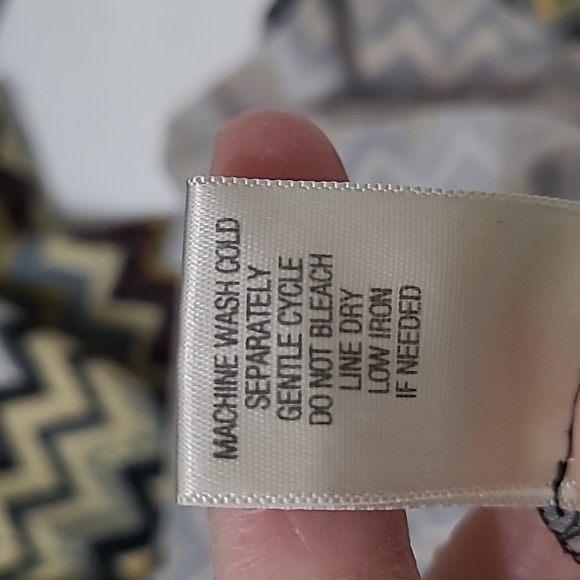 MACHINE WASH COLD
SEPARATELY
GENTLE CYCLE
DO NOT BLEACH
LINE DRY
LOW IRON
IF NEEDED